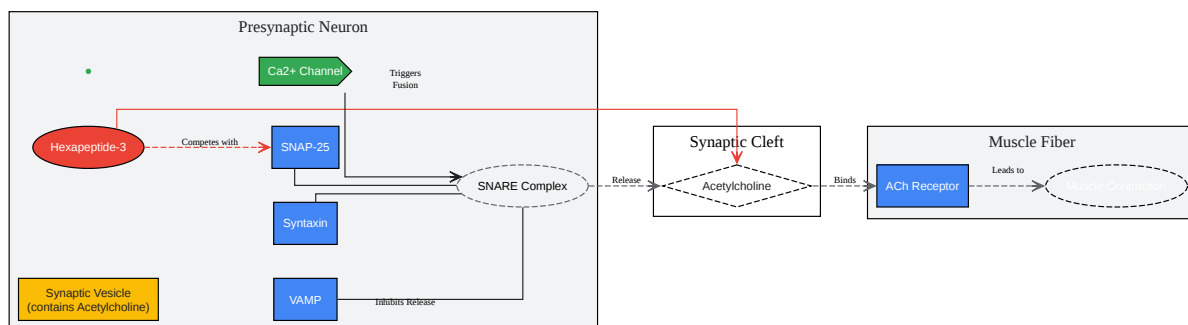 Presynaptic Neuron
Ca2+ Channel
Triggers
Fusion
Hexapeptide-3
Competes with
SNAP-25
SNARE Complex
Syntaxin
Synaptic Vesicle
(contains Acetylcholine)
VAMP
Inhibits Release
Release
Synaptic Cleft
Acetylcholine
Binds
Muscle Fiber
ACh Receptor
Leads to
Muscle Contraction